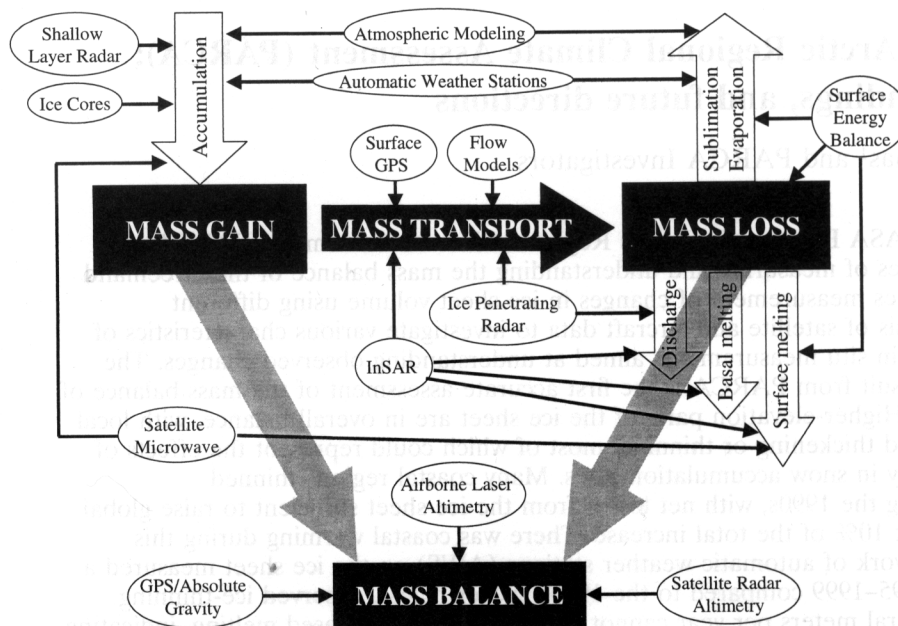 Shallow
Layer Radar
Ice Cores
Accumulation
Atmospheric Modeling
Automatic Weather Stations
Sublimation
Evaporation
Surface
Energy
Balance
Surface
GPS
Flow
Models
MASS GAIN
MASS TRANSPORT
MASS LOSS
Ice Penetrating
Radar
InSAR
Discharge
Basal melting
Surface melting
Satellite
Microwave
Airborne Laser
Altimetry
GPS/Absolute
Gravity
MASS BALANCE
Satellite Radar
Altimetry